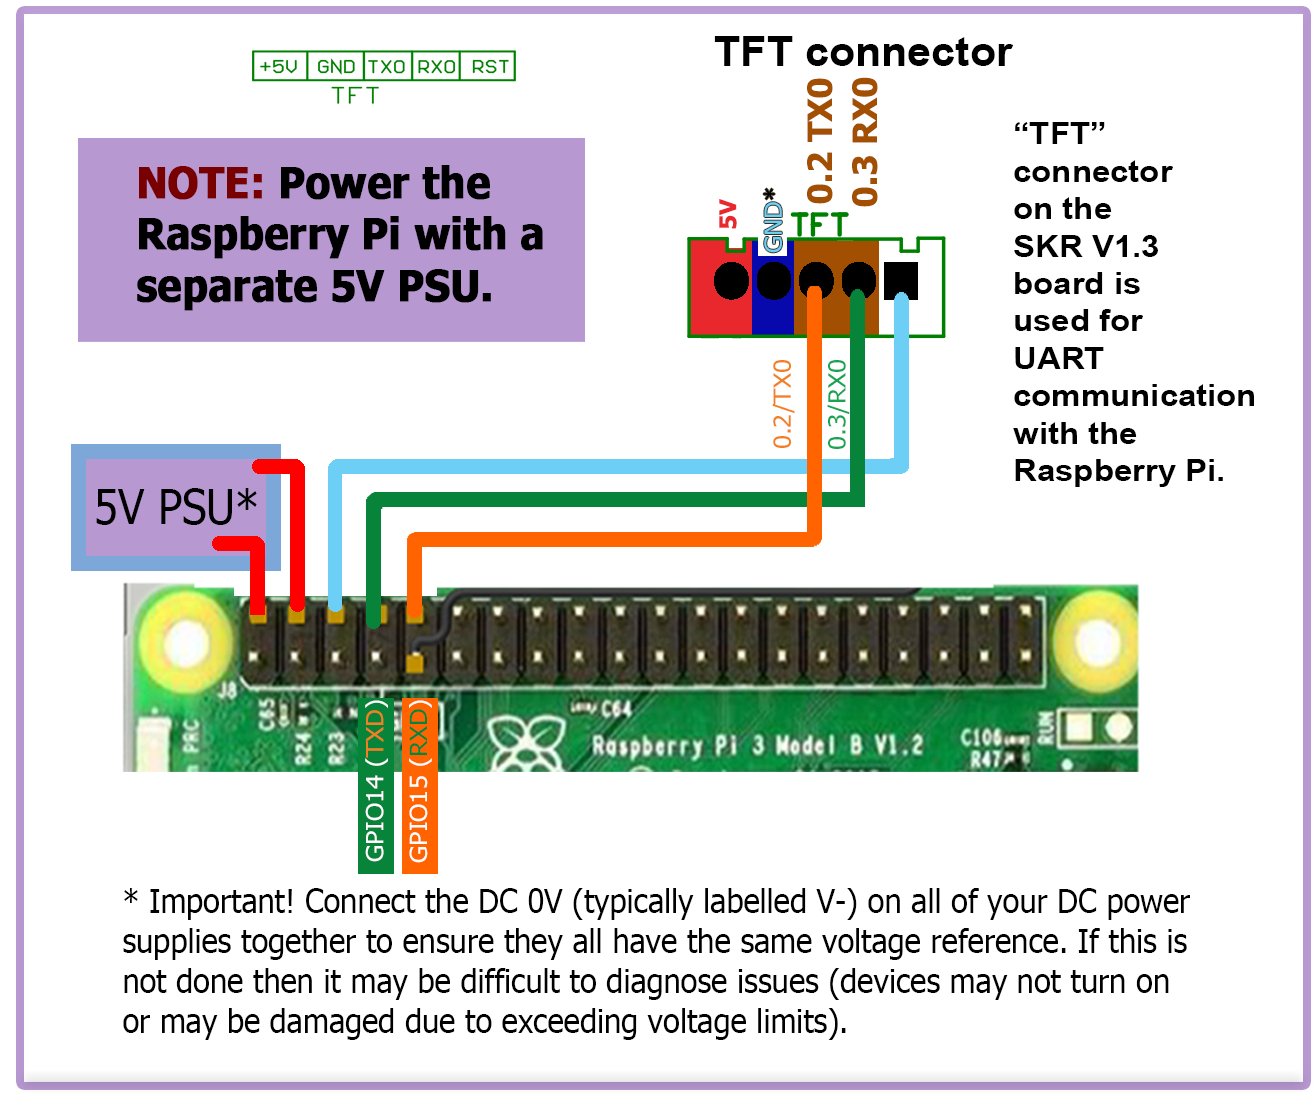 +5V GND TX0 RX0 RST
TFT
NOTE: Power the
Raspberry Pi with a
separate 5V PSU.
TFT connector
0.2 TX0
0.3 RX0
5V
GND*
TFT
“TFT”
connector
on the
SKR V1.3
board is
used for
UART
communication
with the
Raspberry Pi.
0.2/TX0
0.3/RX0
5V PSU*
J8
PRC
C65
R24
R23
GPIO14 (TXD)
GPIO15 (RXD)
C64
Raspberry Pi 3 Model B V1.2
C106
R47
RUN
* Important! Connect the DC 0V (typically labelled V-) on all of your DC power
supplies together to ensure they all have the same voltage reference. If this is
not done then it may be difficult to diagnose issues (devices may not turn on
or may be damaged due to exceeding voltage limits).